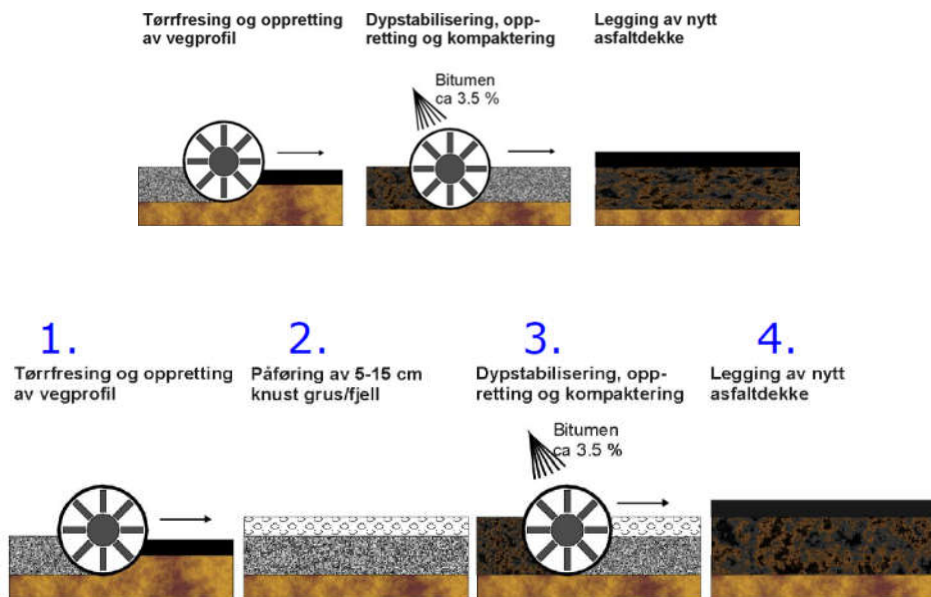 Tørrfresing og oppretting
av vegprofil
Dypstabilisering, opp-
retting og kompaktering
Bitumen
ca 3.5 %
Legging av nytt
asfaltdekke
1.
Tørrfresing og oppretting
av vegprofil
2.
Påføring av 5-15 cm
knust grus/fjell
3.
Dypstabilisering, opp-
retting og kompaktering
Bitumen
ca 3.5 %
4.
Legging av nytt
asfaltdekke